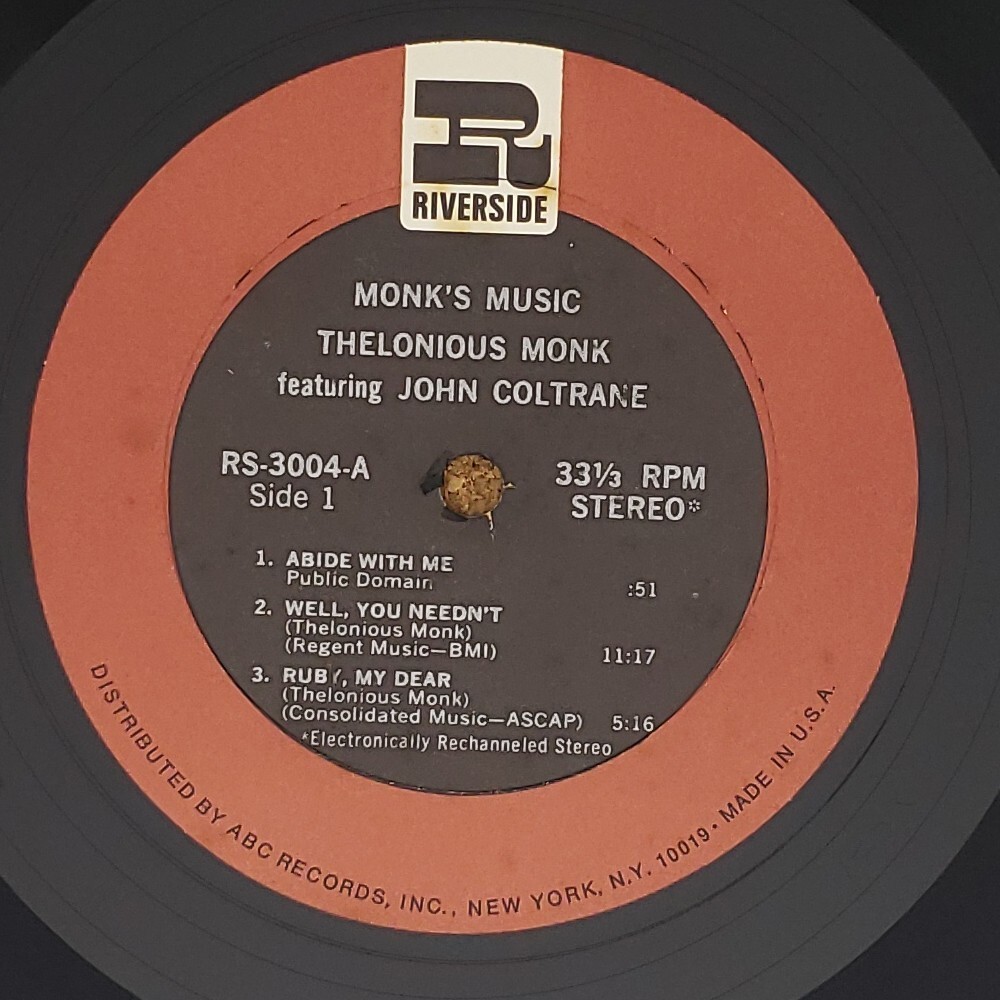 R
RIVERSIDE
MONK'S MUSIC
THELONIOUS MONK
featuring JOHN COLTRANE
RS-3004-A
Side 1
33⅓ RPM
STEREO*
1. ABIDE WITH ME
Public Domain :51
2. WELL, YOU NEEDN'T
(Thelonious Monk)
(Regent Music—BMI) 11:17
3. RUBY, MY DEAR
(Thelonious Monk)
(Consolidated Music—ASCAP) 5:16
*Electronically Rechanneled Stereo
DISTRIBUTED BY ABC RECORDS, INC., NEW YORK, N.Y. 10019 • MADE IN U.S.A.